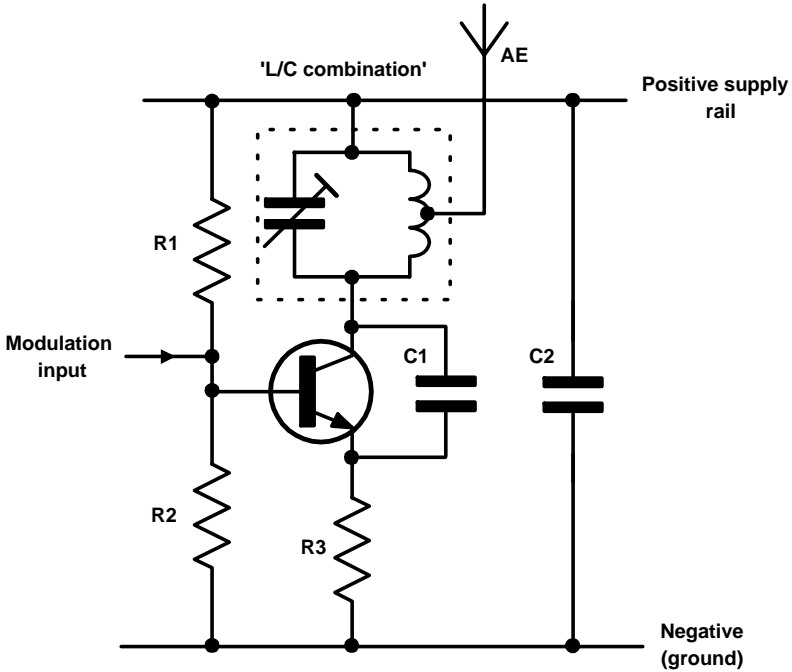 AE
'L/C combination'
Positive supply
rail
R1
Modulation
input
C1
C2
R2
R3
Negative
(ground)